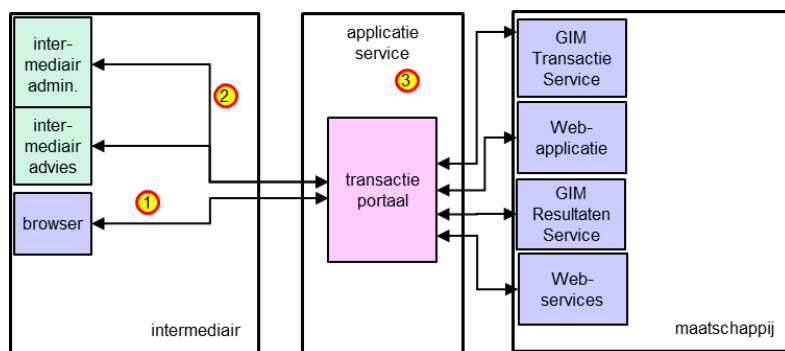 inter-
mediair
admin.
inter-
mediair
advies
browser
2
1
intermediair
applicatie
service
3
transactie
portaal
GIM
Transactie
Service
Web-
applicatie
GIM
Resultaten
Service
Web-
services
maatschappij